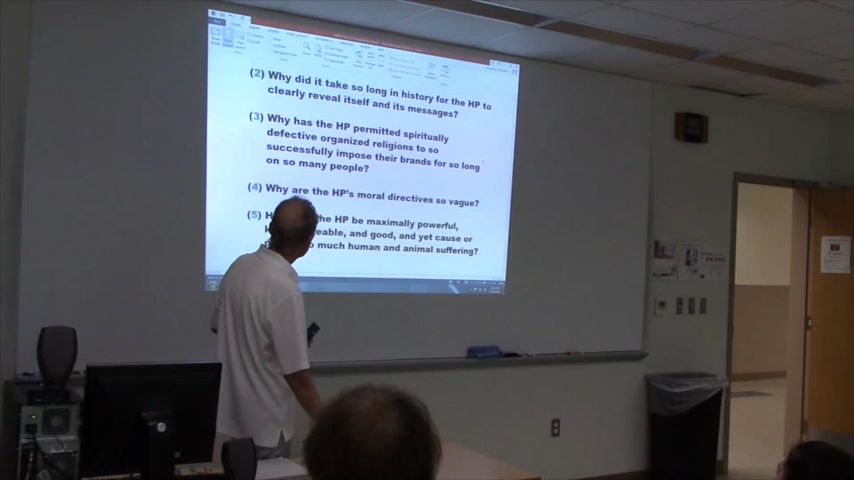 (2) Why did it take so long in history for the HP to
clearly reveal itself and its messages?
(3) Why has the HP permitted spiritually
defective organized religions to so
successfully impose their brands for so long
on so many people?
(4) Why are the HP's moral directives so vague?
(5) the HP be maximally powerful,
and good, and yet cause or
much human and animal suffering?